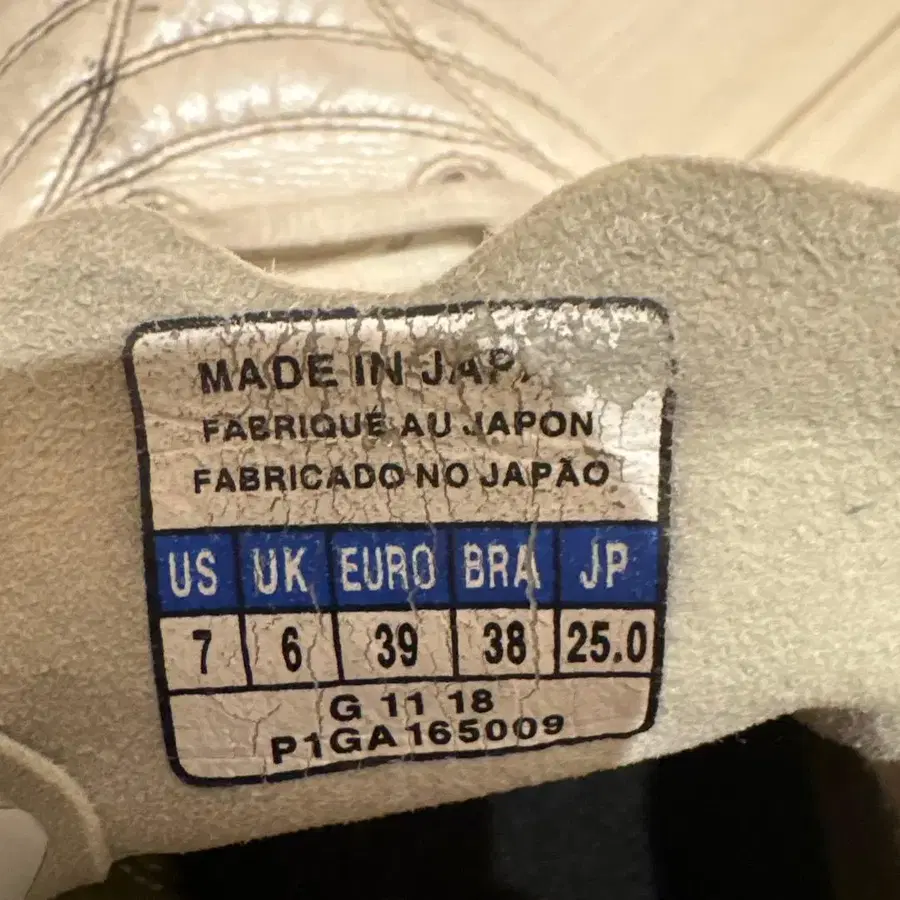 MADE IN JAP
FABRIQUÉ AU JAPON
FABRICADO NO JAPÃO
US UK EURO BRA JP
7 6 39 38 25.0
G 11 18
P1GA165009